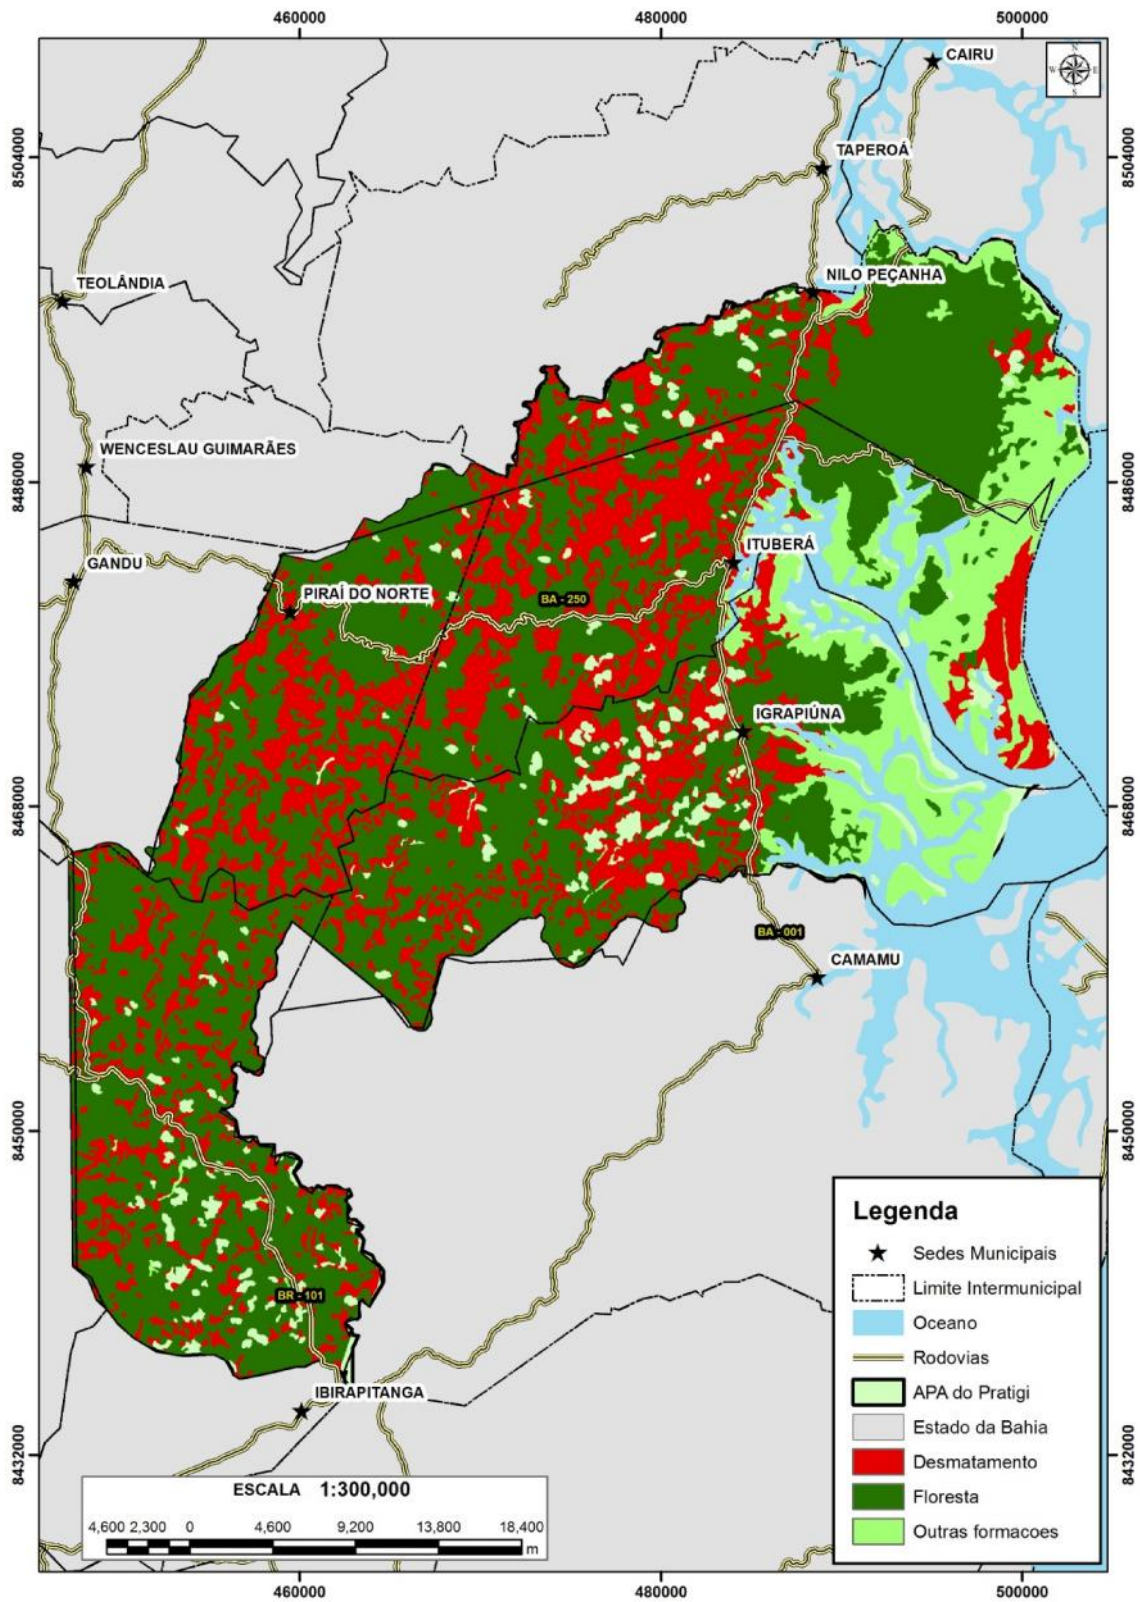 460000 480000 500000
N
W E
S
CAIRU
8504000 TAPEROÁ 8504000
NILO PEÇANHA
TEOLÂNDIA
WENCESLAU GUIMARÃES
8486000 8486000
ITUBERÁ
GANDU
PIRAÍ DO NORTE
BA - 250
IGRAPIÚNA
8468000 8468000
BA - 001
CAMAMU
8450000 8450000
BR - 101
IBIRAPITANGA
8432000 8432000
Legenda
Sedes Municipais
Limite Intermunicipal
Oceano
Rodovias
APA do Pratigi
Estado da Bahia
Desmatamento
Floresta
Outras formacoes
ESCALA 1:300,000
4,600 2,300 0 4,600 9,200 13,800 18,400
m
460000 480000 500000